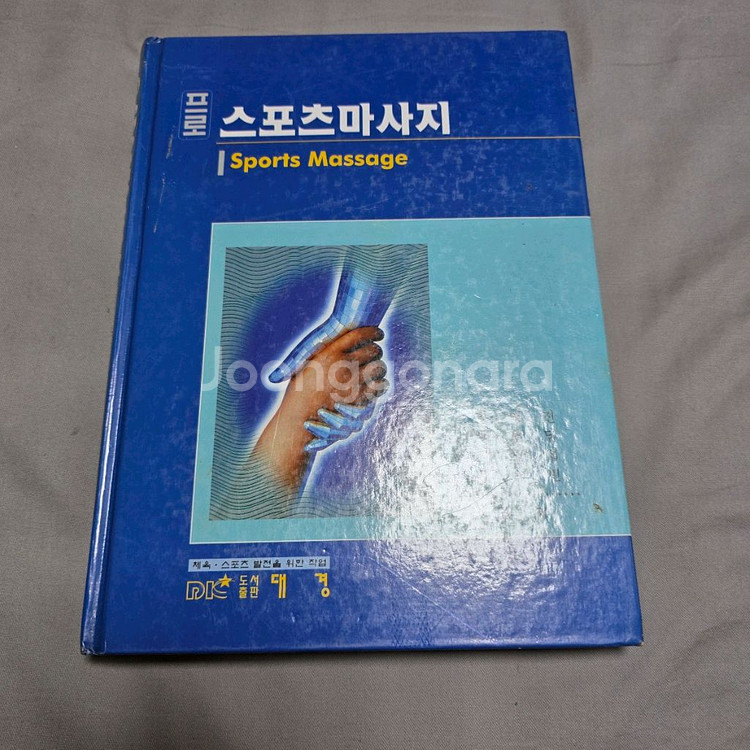 프로
스포츠마사지
Sports Massage
Joonggonara
체육·스포츠 발전을 위한 작업
DK 도서출판 대경